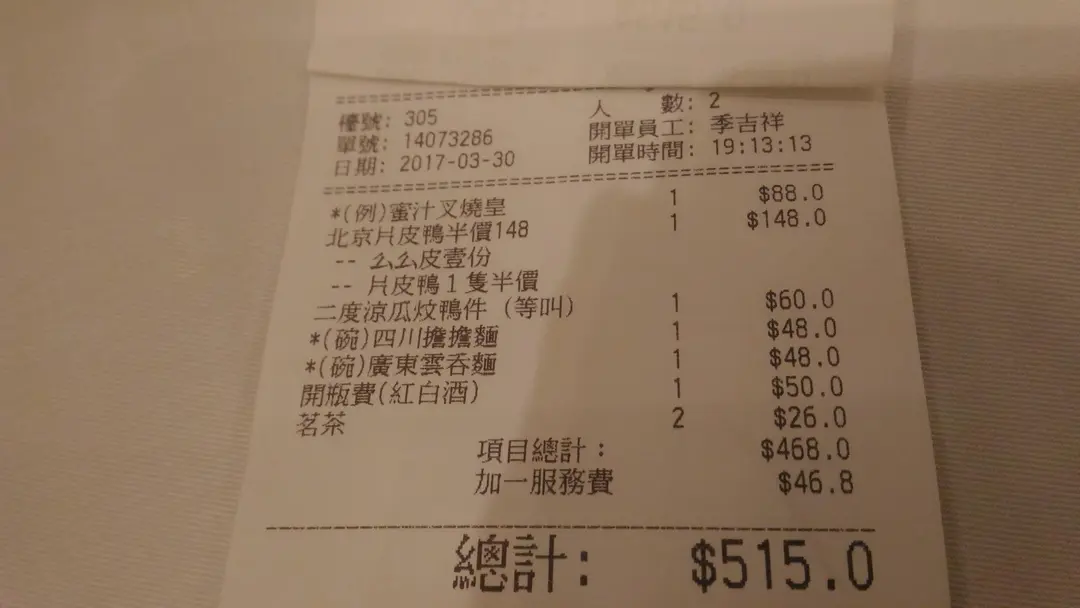 ================================
檯號: 305 人 數: 2
單號: 14073286 開單員工: 季吉祥
日期: 2017-03-30 開單時間: 19:13:13
================================
*(例)蜜汁叉燒皇 1 $88.0
北京片皮鴨半價148 1 $148.0
-- 幺幺皮壹份
-- 片皮鴨1隻半價
二度涼瓜炆鴨件 (等叫) 1 $60.0
*(碗)四川擔擔麵 1 $48.0
*(碗)廣東雲吞麵 1 $48.0
開瓶費(紅白酒) 1 $50.0
茗茶 2 $26.0
項目總計: $468.0
加一服務費 $46.8
--------------------------------
總計: $515.0